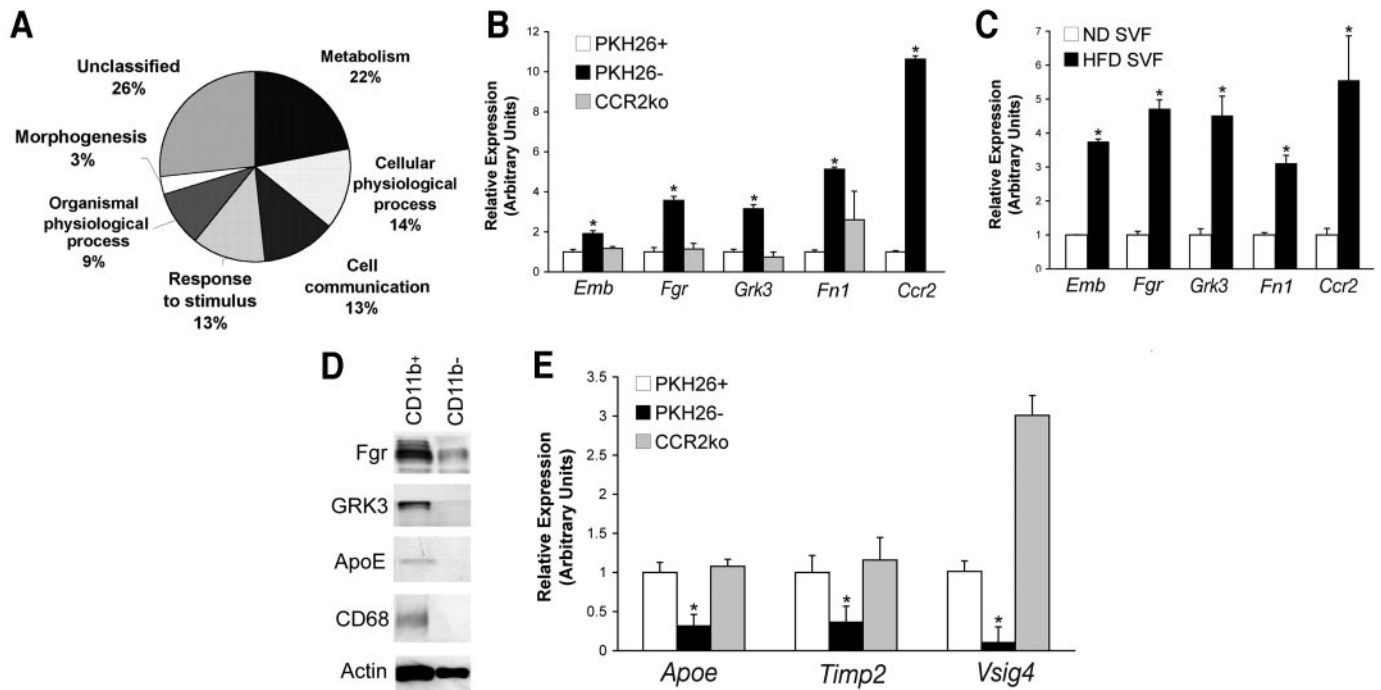 A
Unclassified
26%
Metabolism
22%
Morphogenesis
3%
Cellular
physiological
process
14%
Organismal
physiological
process
9%
Response
to stimulus
13%
Cell
communication
13%
B
Relative Expression
(Arbitrary Units)
12
10
8
6
4
2
0
PKH26+
PKH26-
CCR2ko
* * * * *
Emb Fgr Grk3 Fn1 Ccr2
C
Relative Expression
(Arbitrary Units)
7
6
5
4
3
2
1
0
ND SVF
HFD SVF
* * * * *
Emb Fgr Grk3 Fn1 Ccr2
D
CD11b+
CD11b-
Fgr
GRK3
ApoE
CD68
Actin
E
Relative Expression
(Arbitrary Units)
3.5
3
2.5
2
1.5
1
0.5
0
PKH26+
PKH26-
CCR2ko
* * *
Apoe Timp2 Vsig4